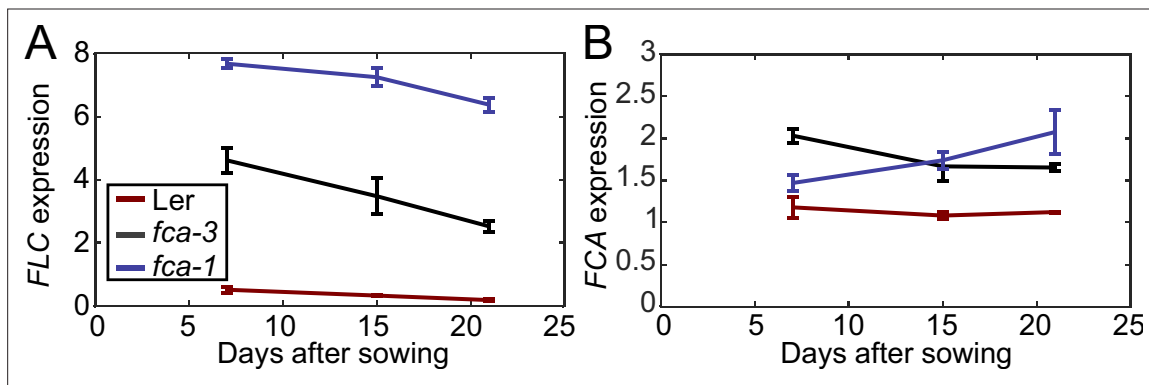 A
FLC expression
8
6
4
2
0
Ler
fca-3
fca-1
0 5 10 15 20 25
Days after sowing
B
FCA expression
3
2.5
2
1.5
1
0.5
0
0 5 10 15 20 25
Days after sowing